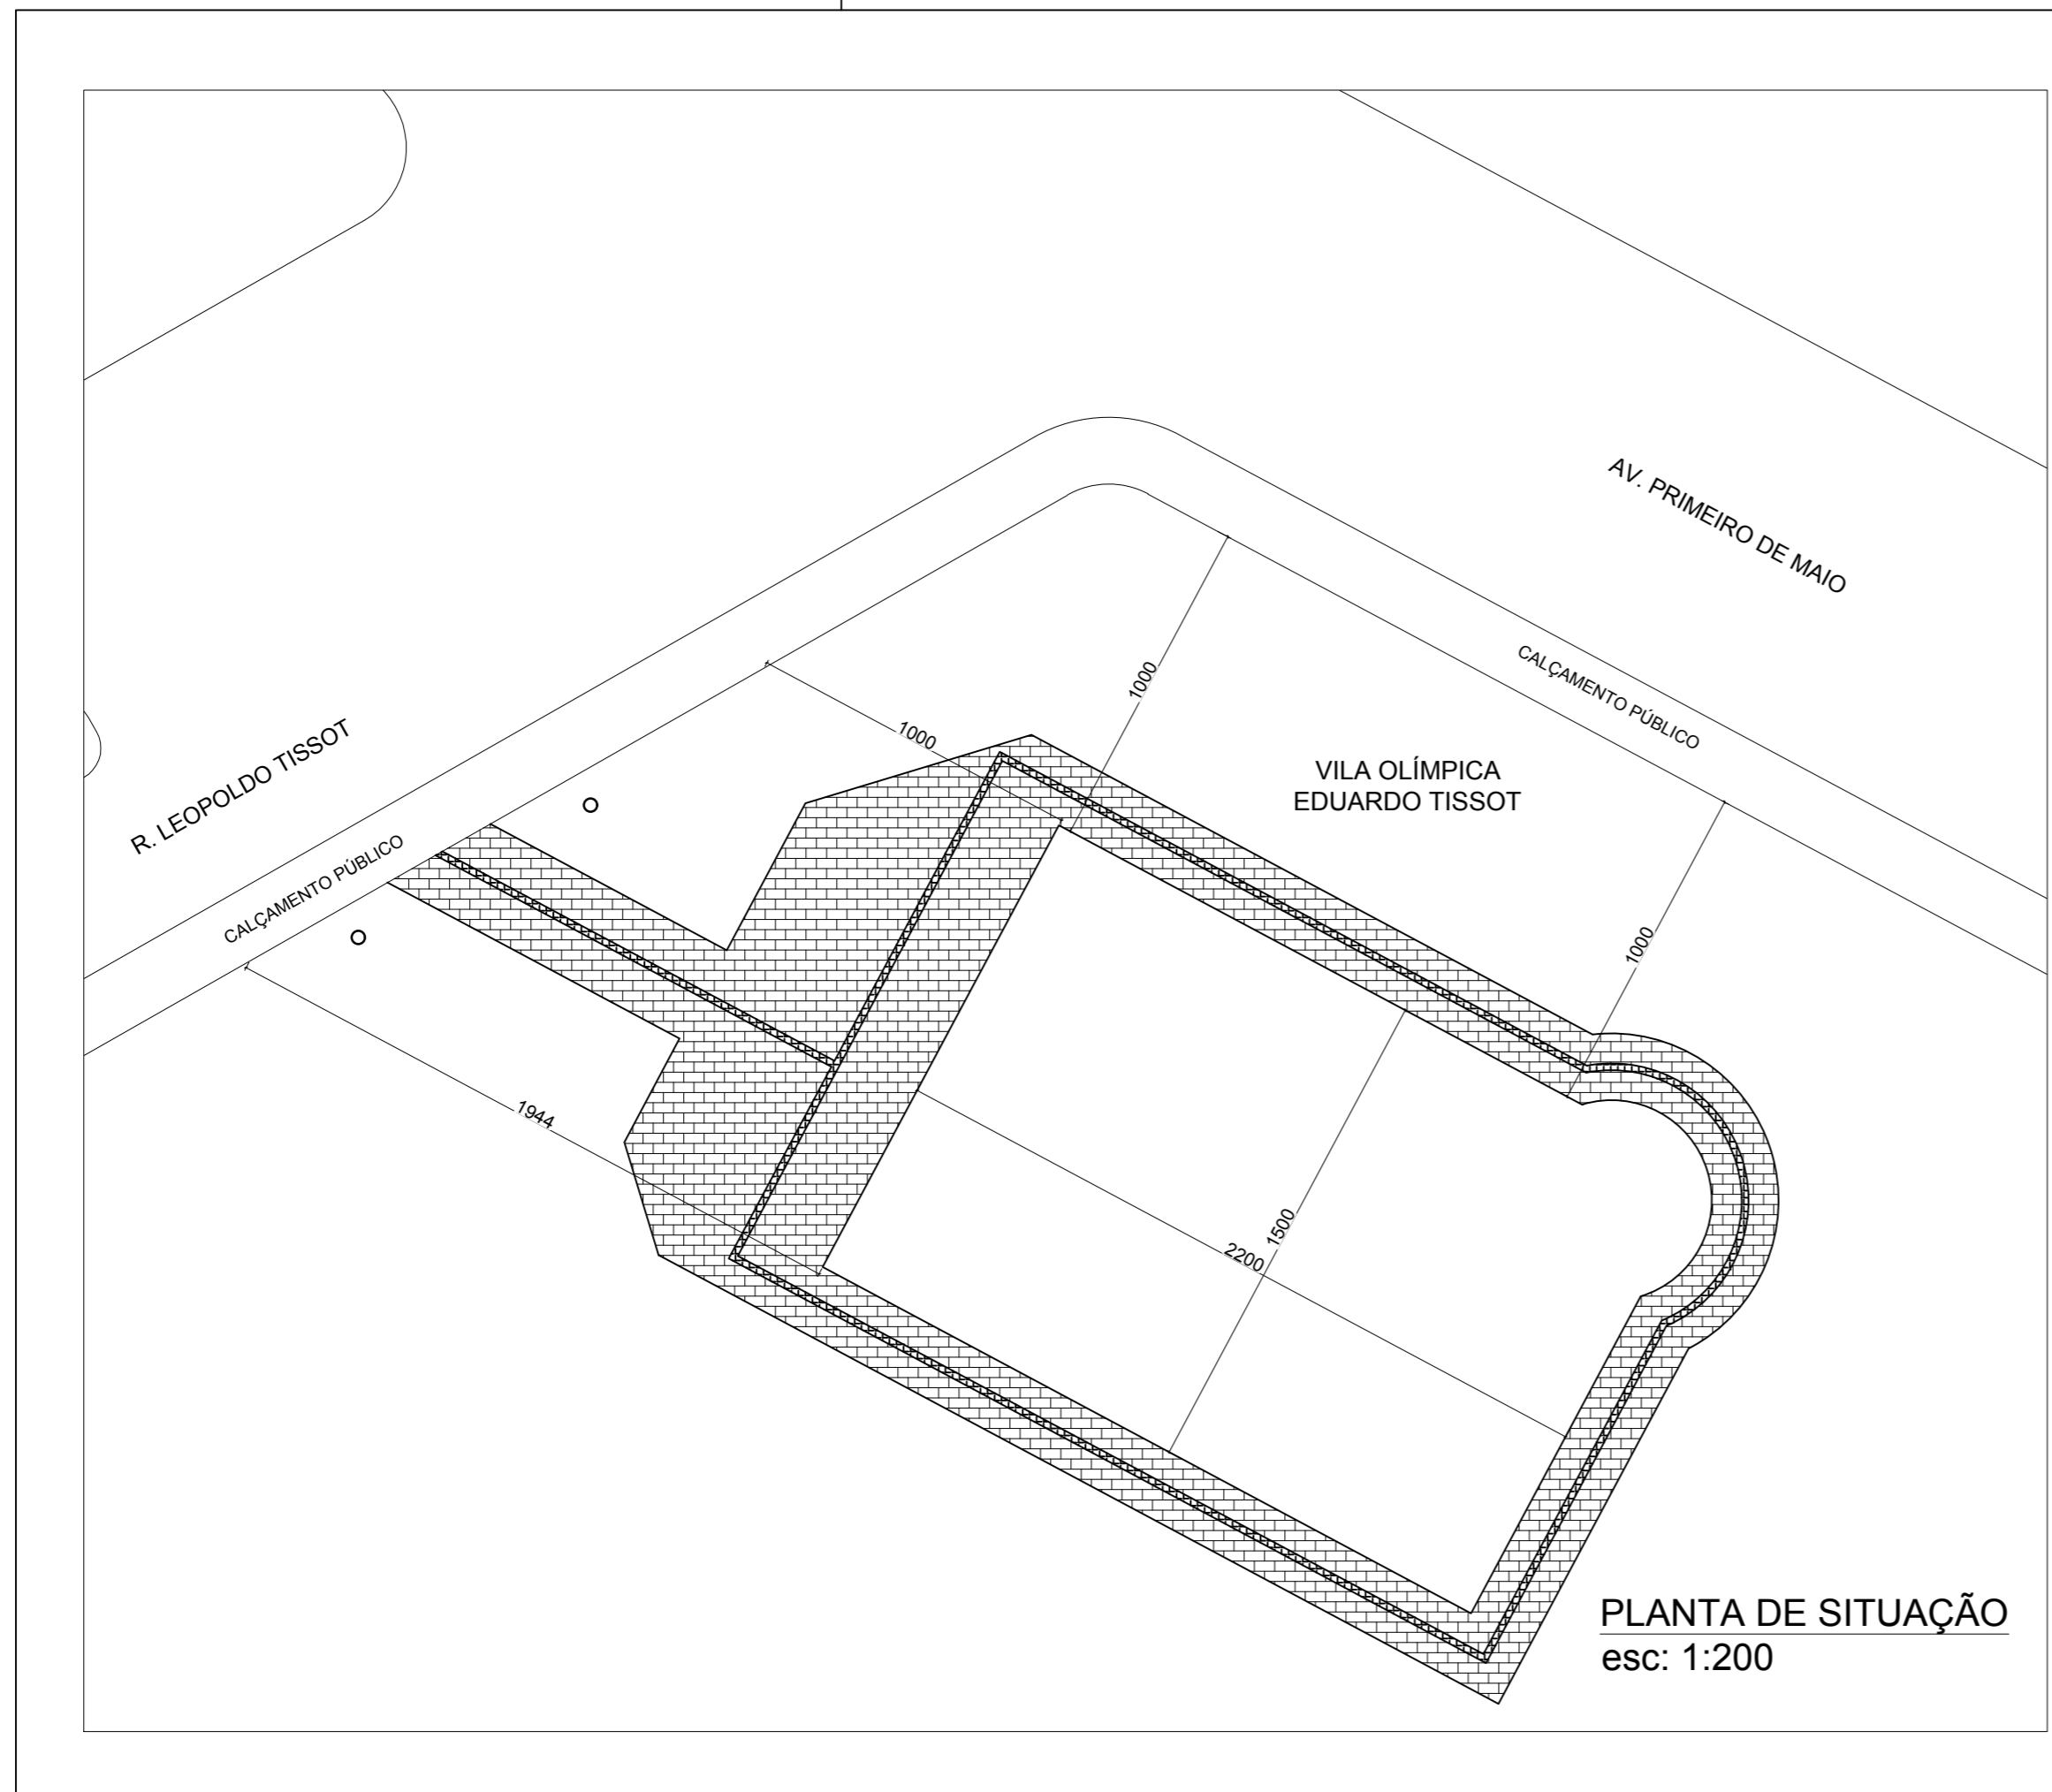 AV. PRIMEIRO DE MAIO
CALÇAMENTO PÚBLICO
1000
1000
R. LEOPOLDO TISSOT
VILA OLÍMPICA
EDUARDO TISSOT
CALÇAMENTO PÚBLICO
1000
1944
1500
2200
PLANTA DE SITUAÇÃO
esc: 1:200